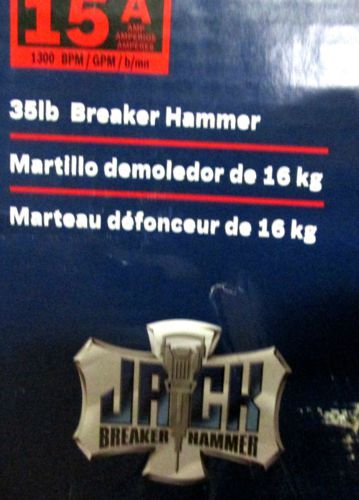 15A
AMP
AMPERIOS
AMPÈRES
1300 BPM/GPM/b/mn
35lb Breaker Hammer
Martillo demoledor de 16 kg
Marteau défonceur de 16 kg
JACK
BREAKER HAMMER